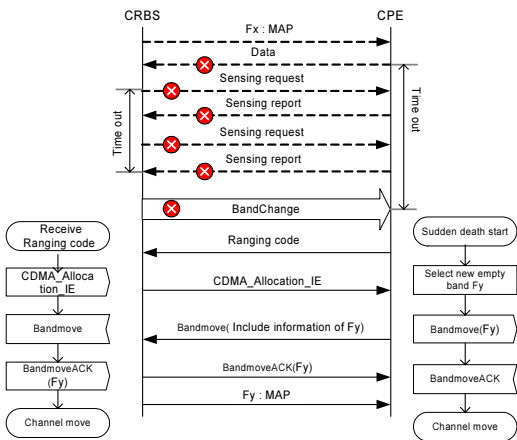 CRBS
CPE
Fx : MAP
Data
Sensing request
Sensing report
Sensing request
Sensing report
Time out
Time out
BandChange
Ranging code
CDMA_Allocation_IE
Bandmove( Include information of Fy)
BandmoveACK(Fy)
Fy : MAP
Receive
Ranging code
CDMA_Alloca
tion_IE
Bandmove
BandmoveACK
(Fy)
Channel move
Sudden death start
Select new empty
band Fy
Bandmove(Fy)
BandmoveACK
Channel move